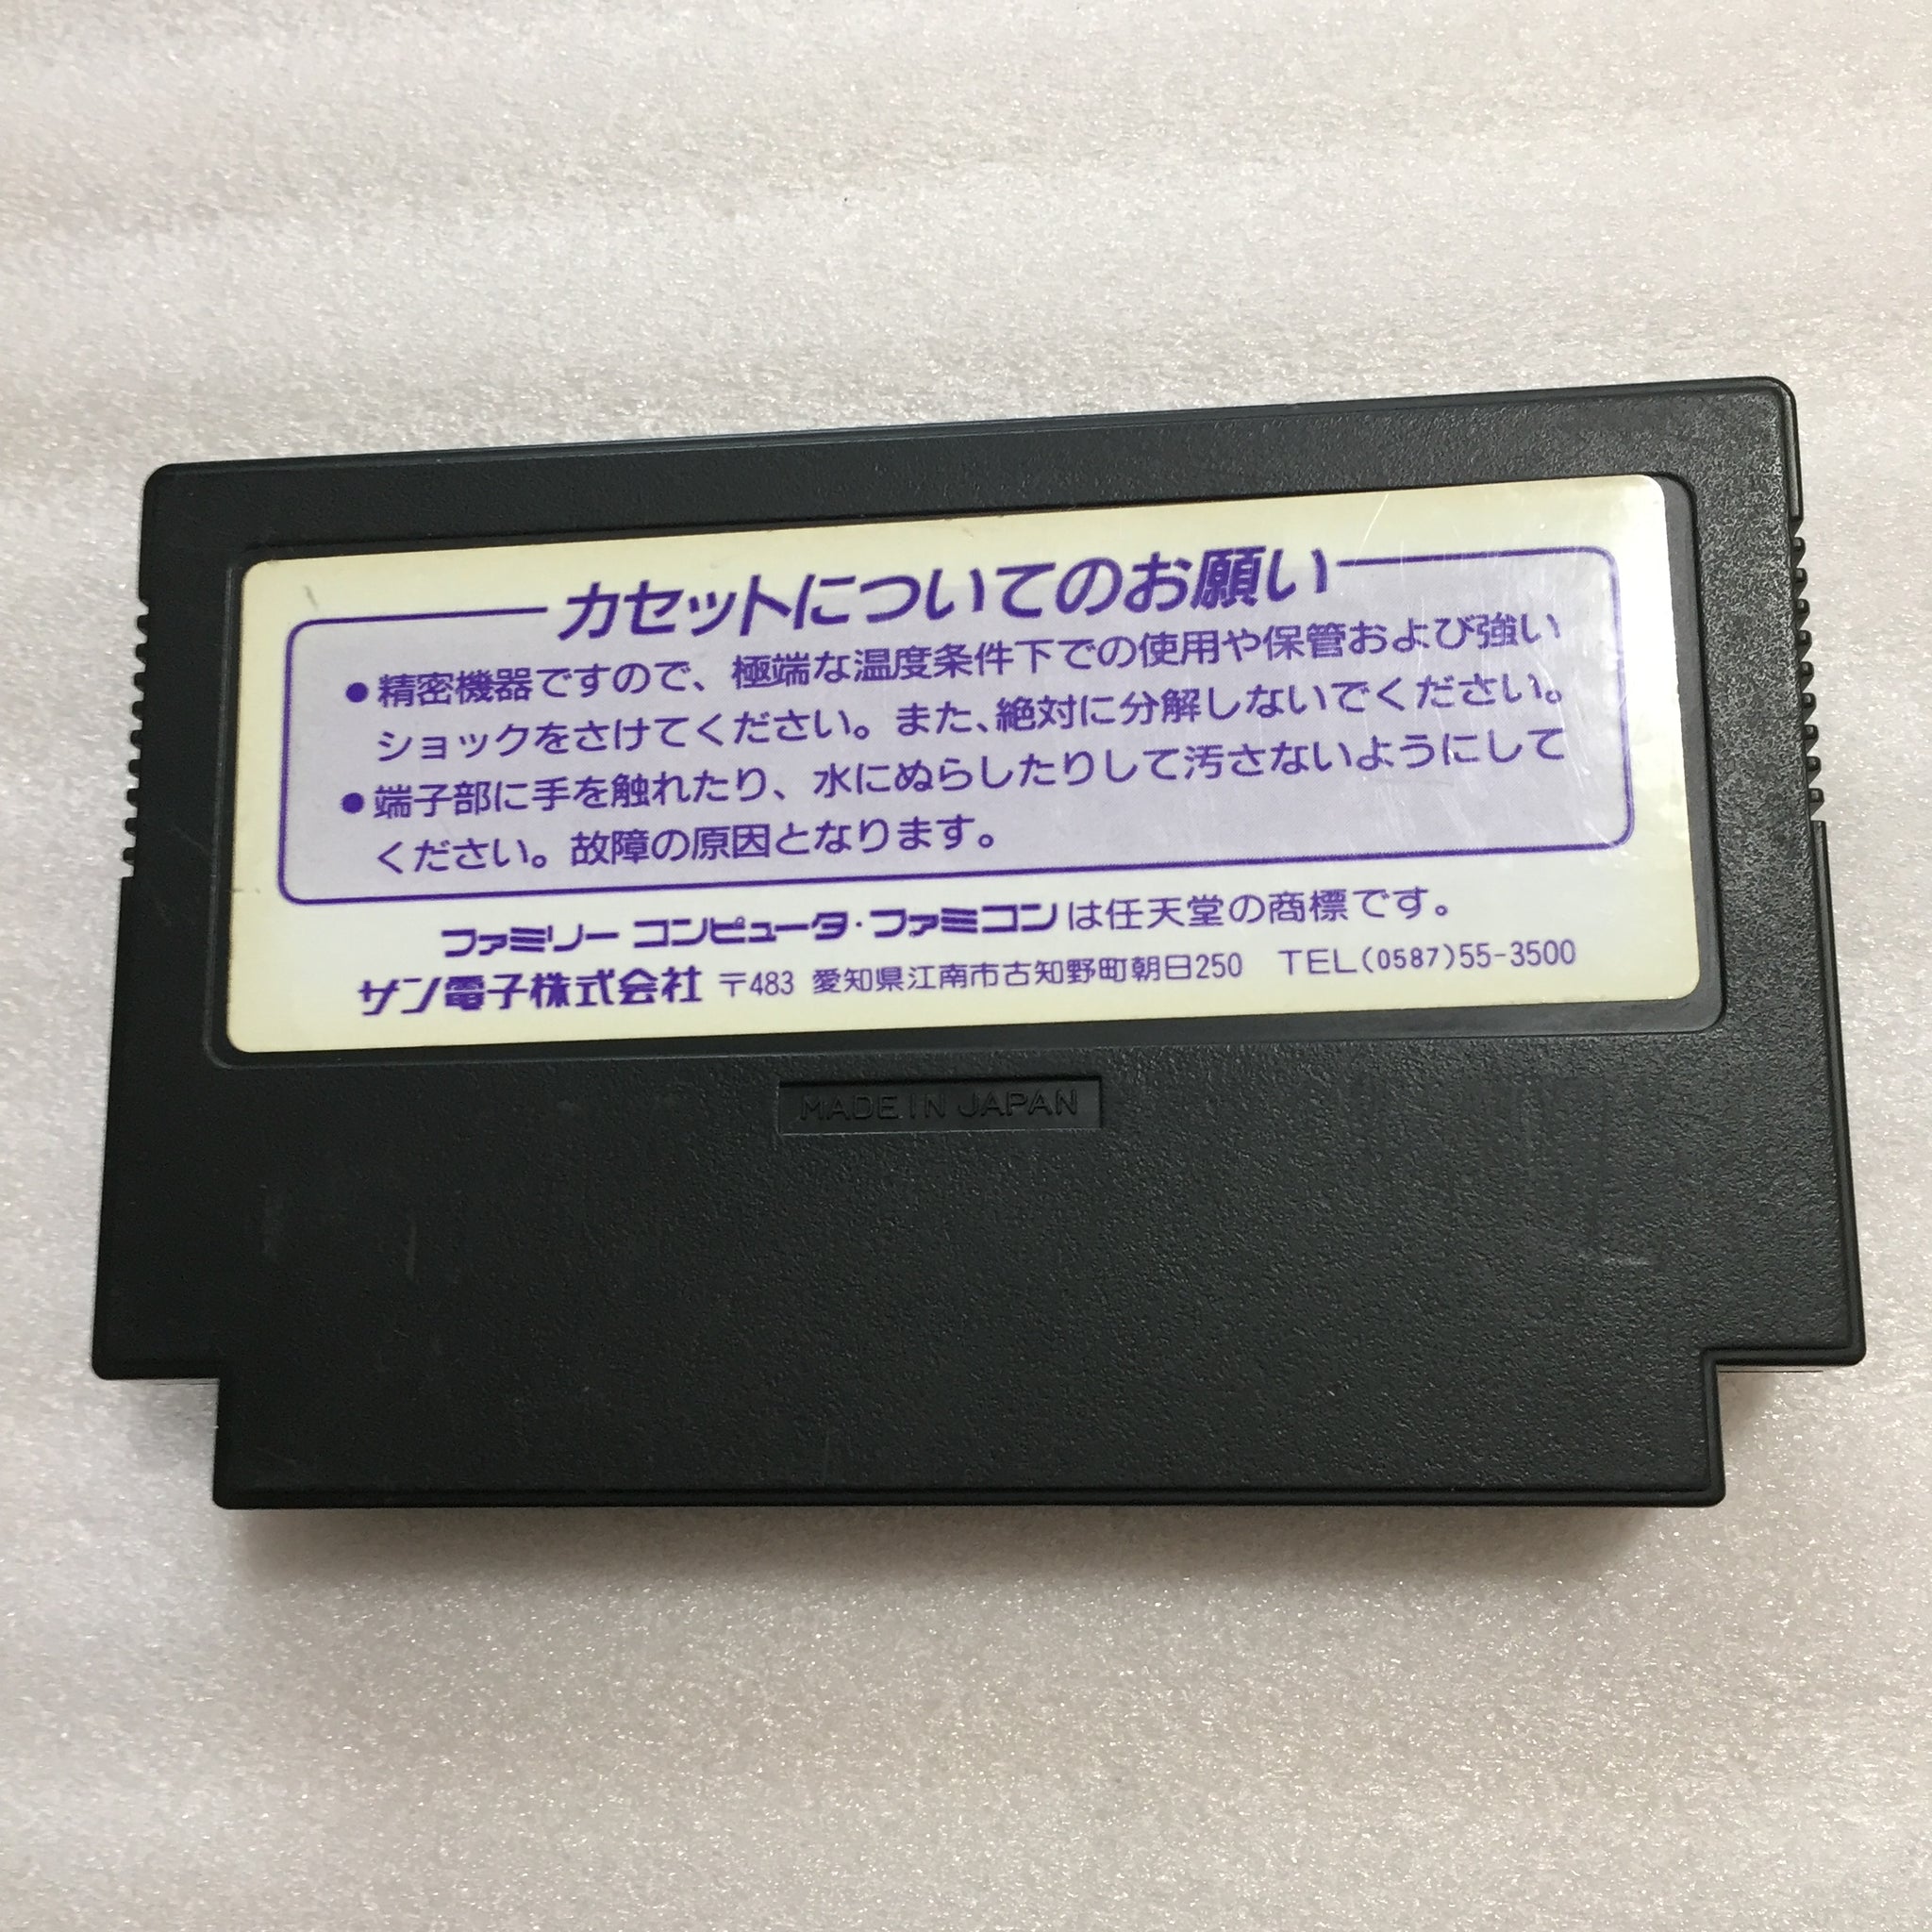 カセットについてのお願い
●精密機器ですので、極端な温度条件下での使用や保管および強い
ショックをさけてください。また、絶対に分解しないでください。
●端子部に手を触れたり、水にぬらしたりして汚さないようにして
ください。故障の原因となります。
ファミリー コンピュータ・ファミコンは任天堂の商標です。
サン電子株式会社 〒483 愛知県江南市古知野町朝日250 TEL(0587)55-3500
MADE IN JAPAN